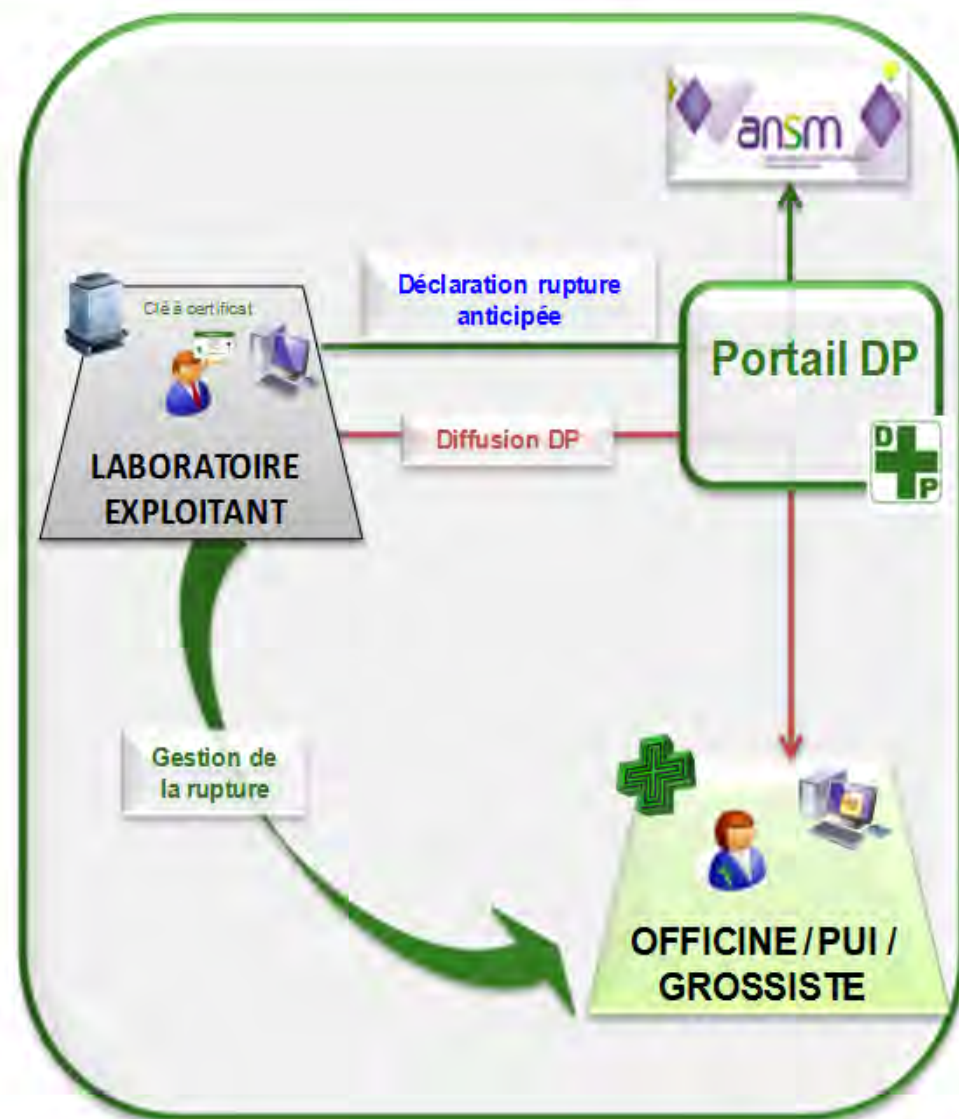 ansm
Déclaration rupture
anticipée
Clé à certificat
Portail DP
Diffusion DP
D
P
LABORATOIRE
EXPLOITANT
Gestion de
la rupture
OFFICINE / PUI /
GROSSISTE